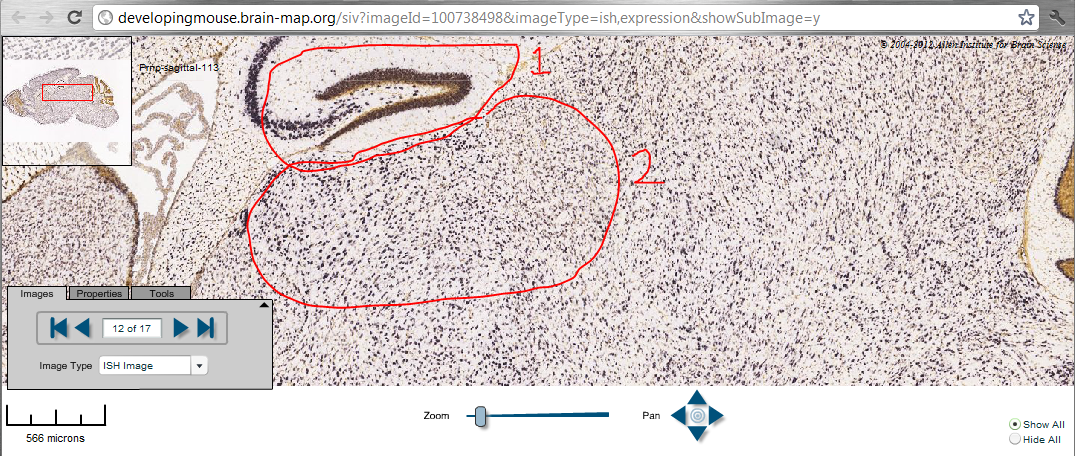 developingmouse.brain-map.org/siv?imageId=100738498&imageType=ish,expression&showSubImage=y
© 2004-2012 Allen Institute for Brain Science
Prnp-sagittal-113
1
2
Images Properties Tools
12 of 17
Image Type ISH Image
566 microns
Zoom
Pan
Show All
Hide All